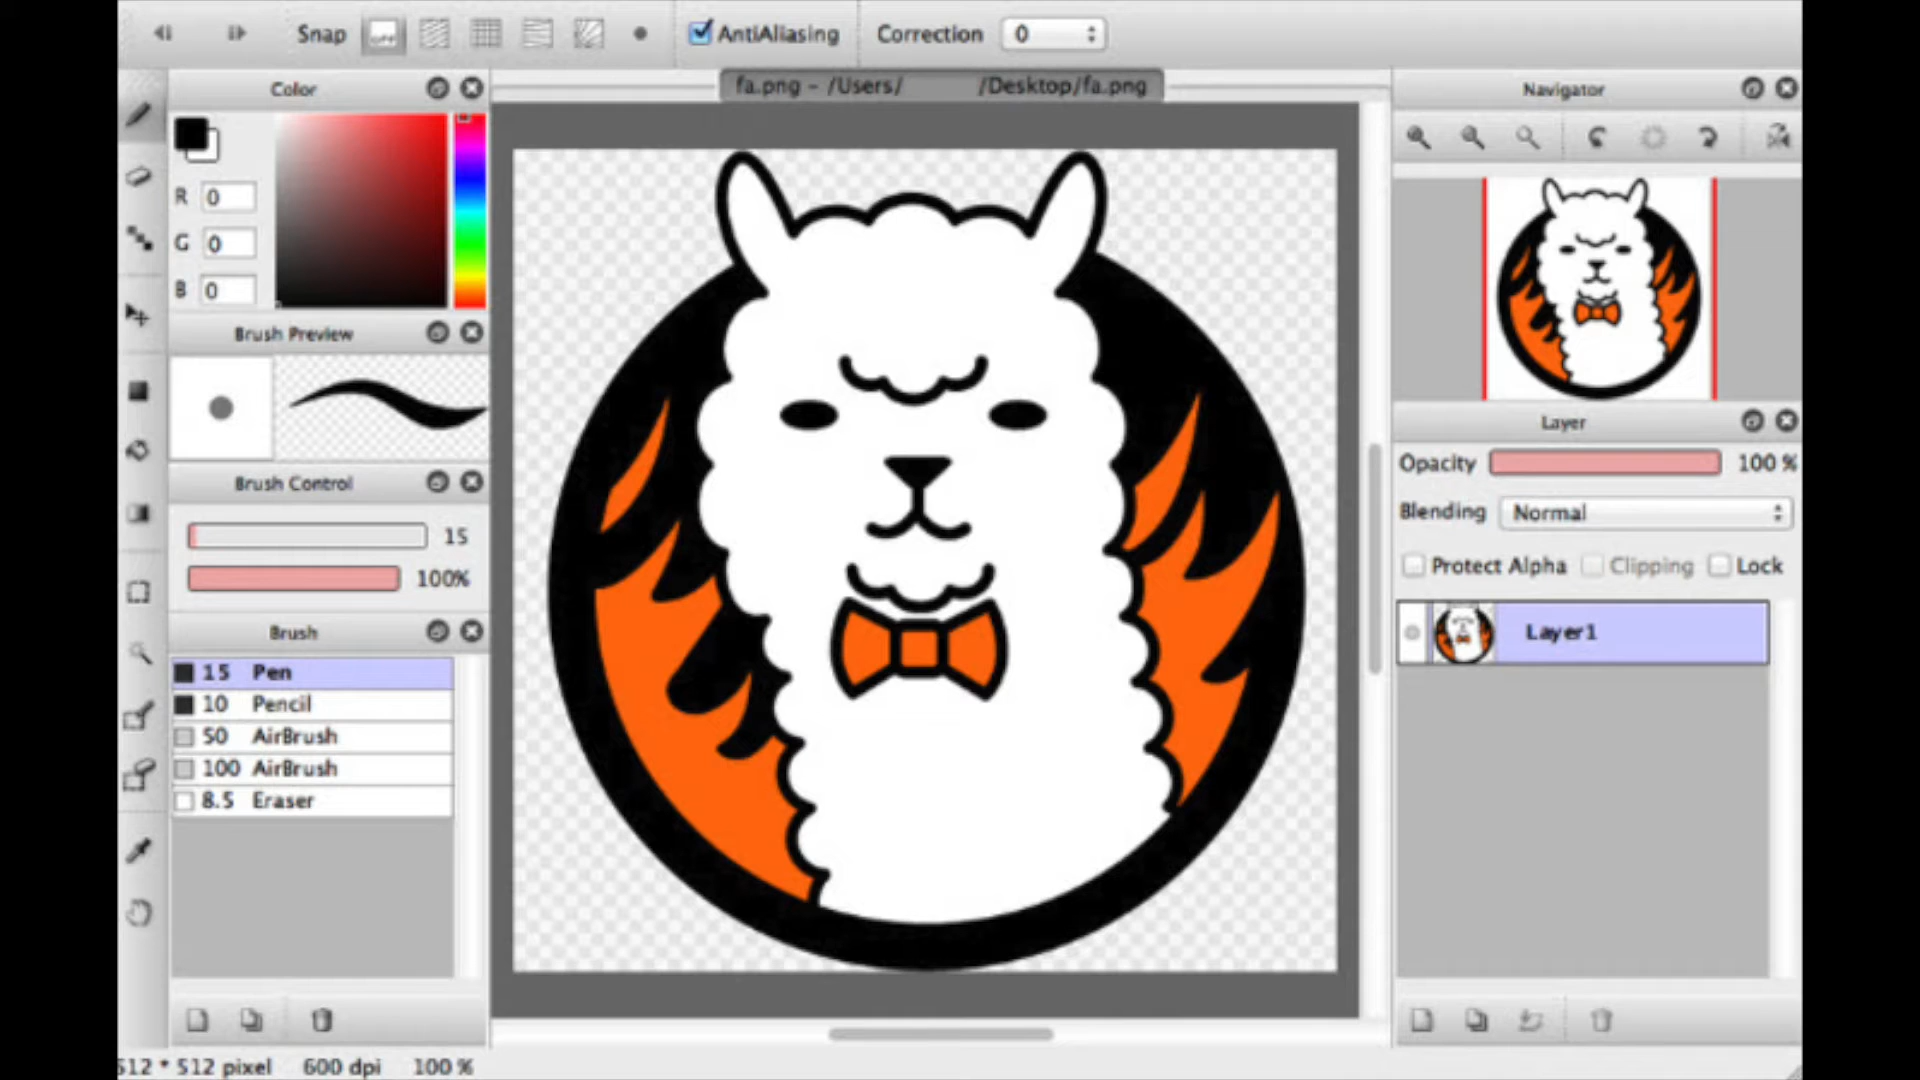 Snap
AntiAliasing
Correction
0
Color
fa.png - /Users/ /Desktop/fa.png
Navigator
R 0
G 0
B 0
Brush Preview
Layer
Opacity 100 %
Brush Control
Blending Normal
15
Protect Alpha Clipping Lock
100%
Brush
Layer1
15 Pen
10 Pencil
50 AirBrush
100 AirBrush
8.5 Eraser
512 * 512 pixel 600 dpi 100 %